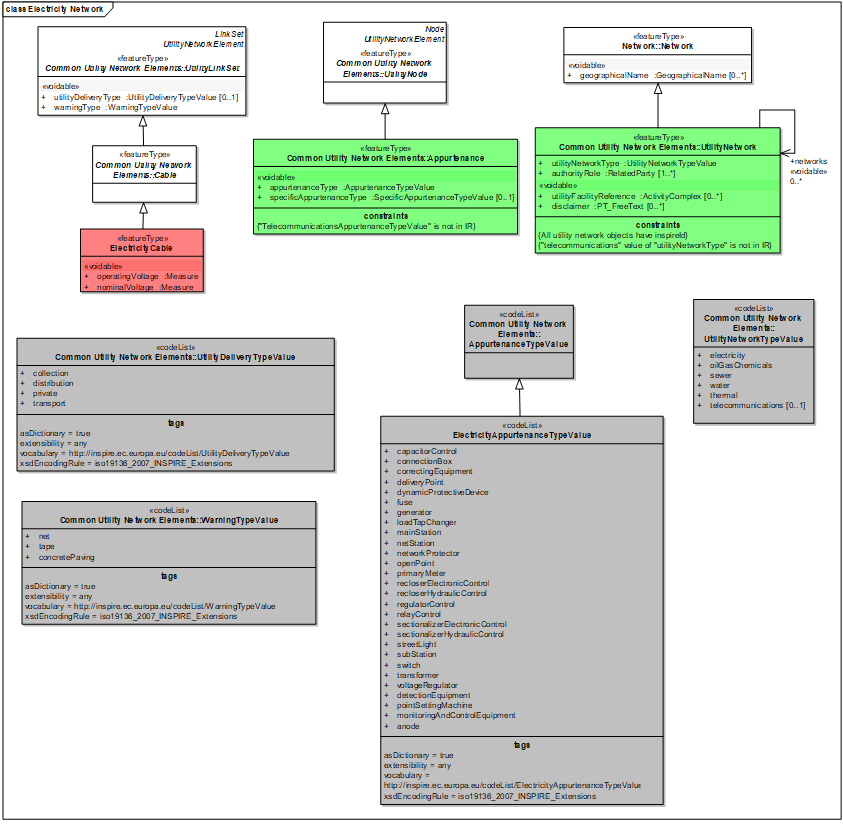 class Electricity Network
LinkSet
UtilityNetworkElement
«featureType»
Common Utility Network Elements::UtilityLinkSet
«voidable»
+ utilityDeliveryType :UtilityDeliveryTypeValue [0..1]
+ warningType :WarningTypeValue
Node
UtilityNetworkElement
«featureType»
Common Utility Network
Elements::UtilityNode
«featureType»
Network::Network
«voidable»
+ geographicalName :GeographicalName [0..*]
«featureType»
Common Utility Network
Elements::Cable
«featureType»
Common Utility Network Elements::Appurtenance
«voidable»
+ appurtenanceType :AppurtenanceTypeValue
+ specificAppurtenanceType :SpecificAppurtenanceTypeValue [0..1]
constraints
{"TelecommunicationsAppurtenanceTypeValue" is not in IR}
«featureType»
Common Utility Network Elements::UtilityNetwork
+ utilityNetworkType :UtilityNetworkTypeValue
+ authorityRole :RelatedParty [1..*]
«voidable»
+ utilityFacilityReference :ActivityComplex [0..*]
+ disclaimer :PT_FreeText [0..*]
constraints
{All utility network objects have inspireId}
{"telecommunications" value of "utilityNetworkType" is not in IR}
+networks
«voidable»
0..*
«featureType»
ElectricityCable
«voidable»
+ operatingVoltage :Measure
+ nominalVoltage :Measure
«codeList»
Common Utility Network
Elements::
AppurtenanceTypeValue
«codeList»
Common Utility Network
Elements::
UtilityNetworkTypeValue
+ electricity
+ oilGasChemicals
+ sewer
+ water
+ thermal
+ telecommunications [0..1]
«codeList»
Common Utility Network Elements::UtilityDeliveryTypeValue
+ collection
+ distribution
+ private
+ transport
tags
asDictionary = true
extensibility = any
vocabulary = http://inspire.ec.europa.eu/codeList/UtilityDeliveryTypeValue
xsdEncodingRule = iso19136_2007_INSPIRE_Extensions
«codeList»
Common Utility Network Elements::WarningTypeValue
+ net
+ tape
+ concretePaving
tags
asDictionary = true
extensibility = any
vocabulary = http://inspire.ec.europa.eu/codeList/WarningTypeValue
xsdEncodingRule = iso19136_2007_INSPIRE_Extensions
«codeList»
ElectricityAppurtenanceTypeValue
+ capacitorControl
+ connectionBox
+ correctingEquipment
+ deliveryPoint
+ dynamicProtectiveDevice
+ fuse
+ generator
+ loadTapChanger
+ mainStation
+ netStation
+ networkProtector
+ openPoint
+ primaryMeter
+ recloserElectronicControl
+ recloserHydraulicControl
+ regulatorControl
+ relayControl
+ sectionalizerElectronicControl
+ sectionalizerHydraulicControl
+ streetLight
+ subStation
+ switch
+ transformer
+ voltageRegulator
+ detectionEquipment
+ pointSettingMachine
+ monitoringAndControlEquipment
+ anode
tags
asDictionary = true
extensibility = any
vocabulary =
http://inspire.ec.europa.eu/codeList/ElectricityAppurtenanceTypeValue
xsdEncodingRule = iso19136_2007_INSPIRE_Extensions